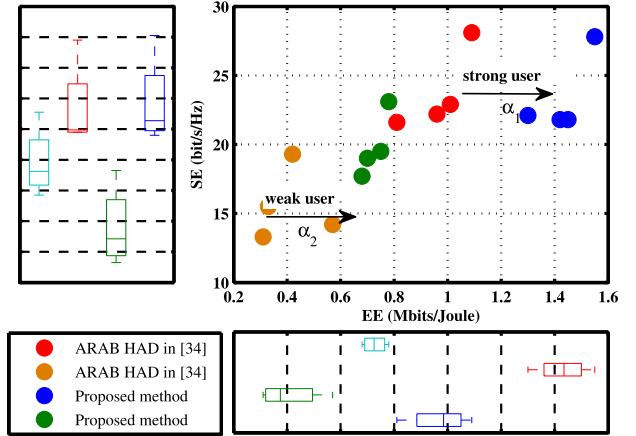 30
25
20
15
10
SE (bit/s/Hz)
strong user
α1
weak user
α2
0.2 0.4 0.6 0.8 1 1.2 1.4 1.6
EE (Mbits/Joule)
ARAB HAD in [34]
ARAB HAD in [34]
Proposed method
Proposed method